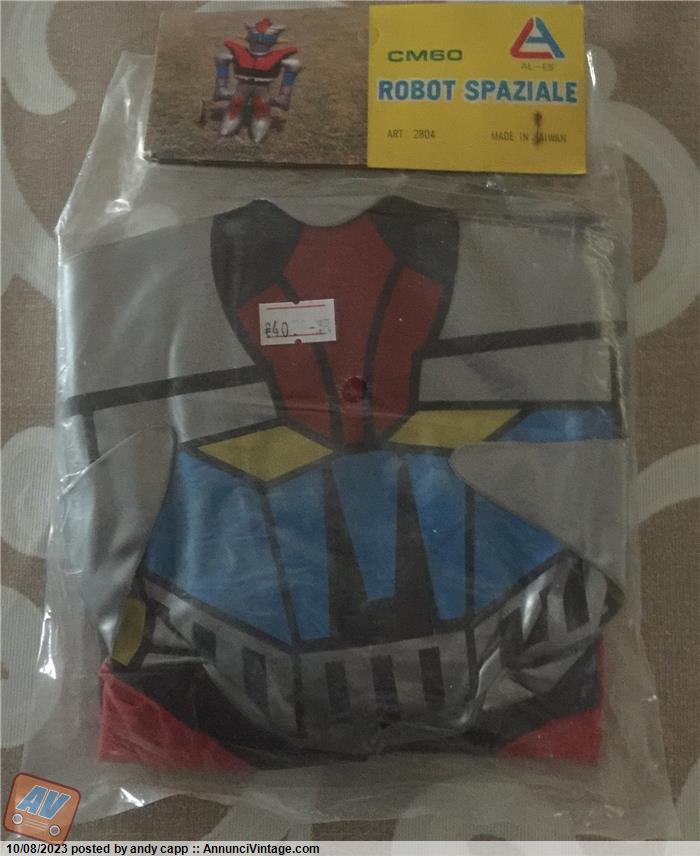 CM60
AL-ES
ROBOT SPAZIALE
ART 2804
MADE IN TAIWAN
AV
10/08/2023 posted by andy capp :: AnnunciVintage.com